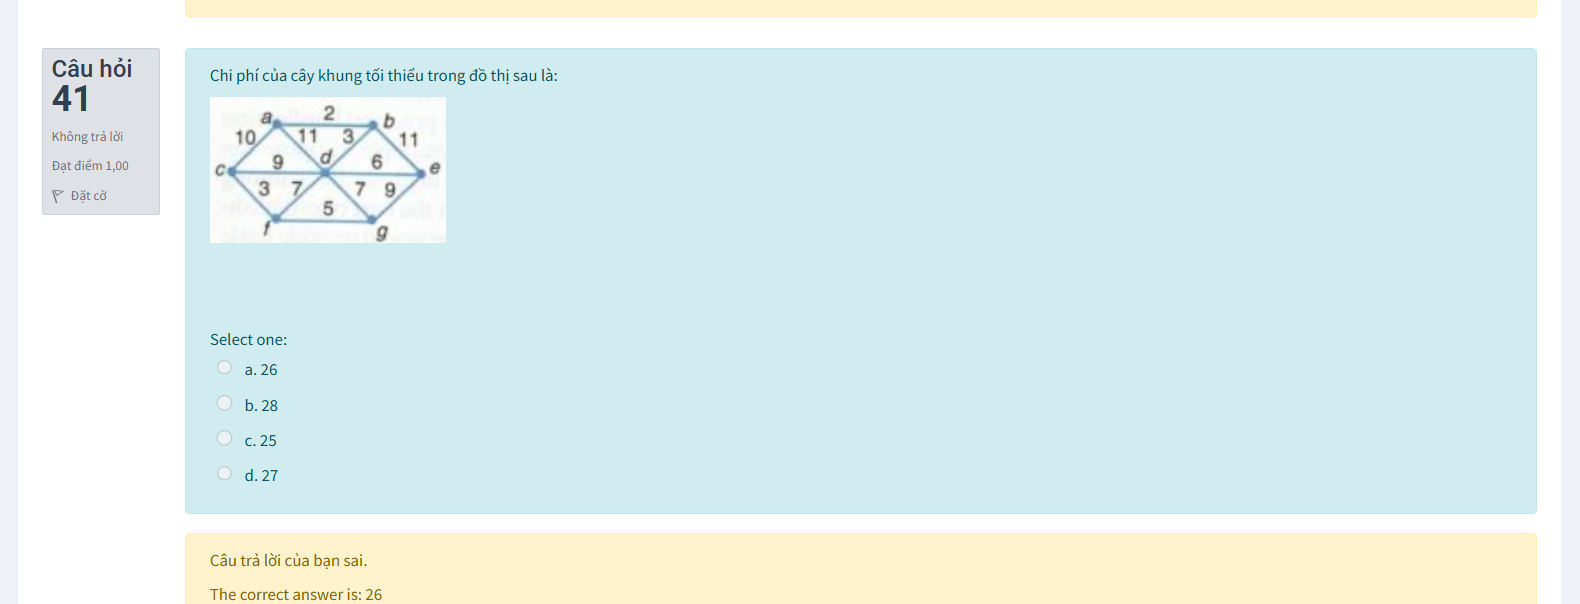 Câu hỏi
41
Không trả lời
Đạt điểm 1,00
Đặt cờ
Chi phí của cây khung tối thiểu trong đồ thị sau là:
a 2 b
10 11 3 11
c 9 d 6 e
3 7 7 9
5
f g
Select one:
a. 26
b. 28
c. 25
d. 27
Câu trả lời của bạn sai.
The correct answer is: 26